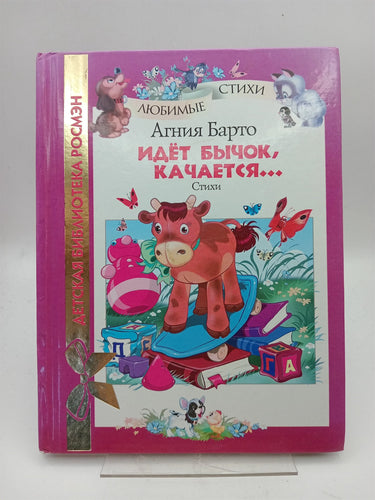 ЛЮБИМЫЕ СТИХИ
Агния Барто
ИДЁТ БЫЧОК,
КАЧАЕТСЯ...
Стихи
ДЕТСКАЯ БИБЛИОТЕКА РОСМЭН
П
Г
Г
А